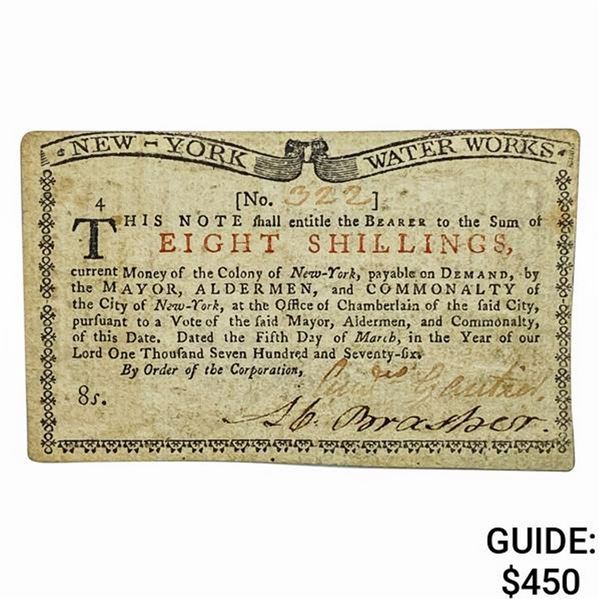 NEW-YORK WATER WORKS
4
[No. 322]
THIS NOTE ſhall entitle the BEARER to the Sum of
EIGHT SHILLINGS,
current Money of the Colony of New-York, payable on DEMAND, by
the MAYOR, ALDERMEN, and COMMONALTY of
the City of New-York, at the Office of Chamberlain of the ſaid City,
purſuant to a Vote of the ſaid Mayor, Aldermen, and Commonalty,
of this Date. Dated the Fifth Day of March, in the Year of our
Lord One Thouſand Seven Hundred and Seventy-ſix.
By Order of the Corporation,
8s.
Brasher.
GUIDE:
$450